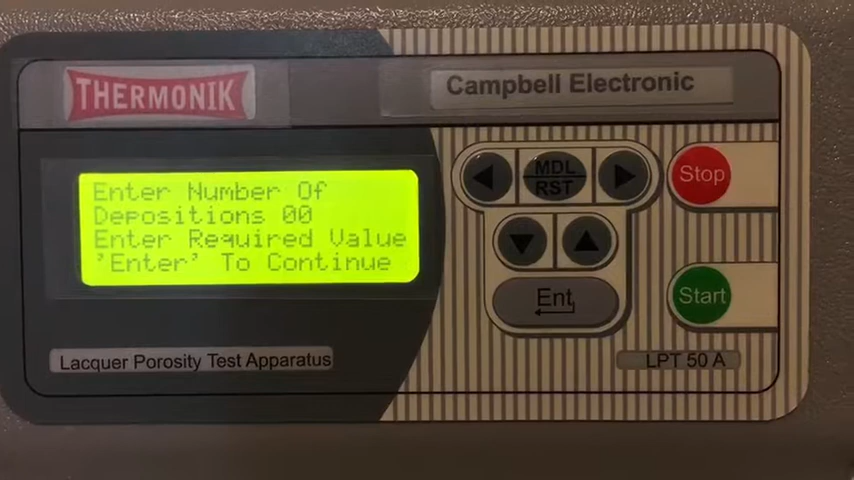 THERMONIK
Campbell Electronic
Enter Number Of
Depositions 00
Enter Required Value
'Enter' To Continue
MDL
RST
Stop
Ent
Start
Lacquer Porosity Test Apparatus
LPT 50 A